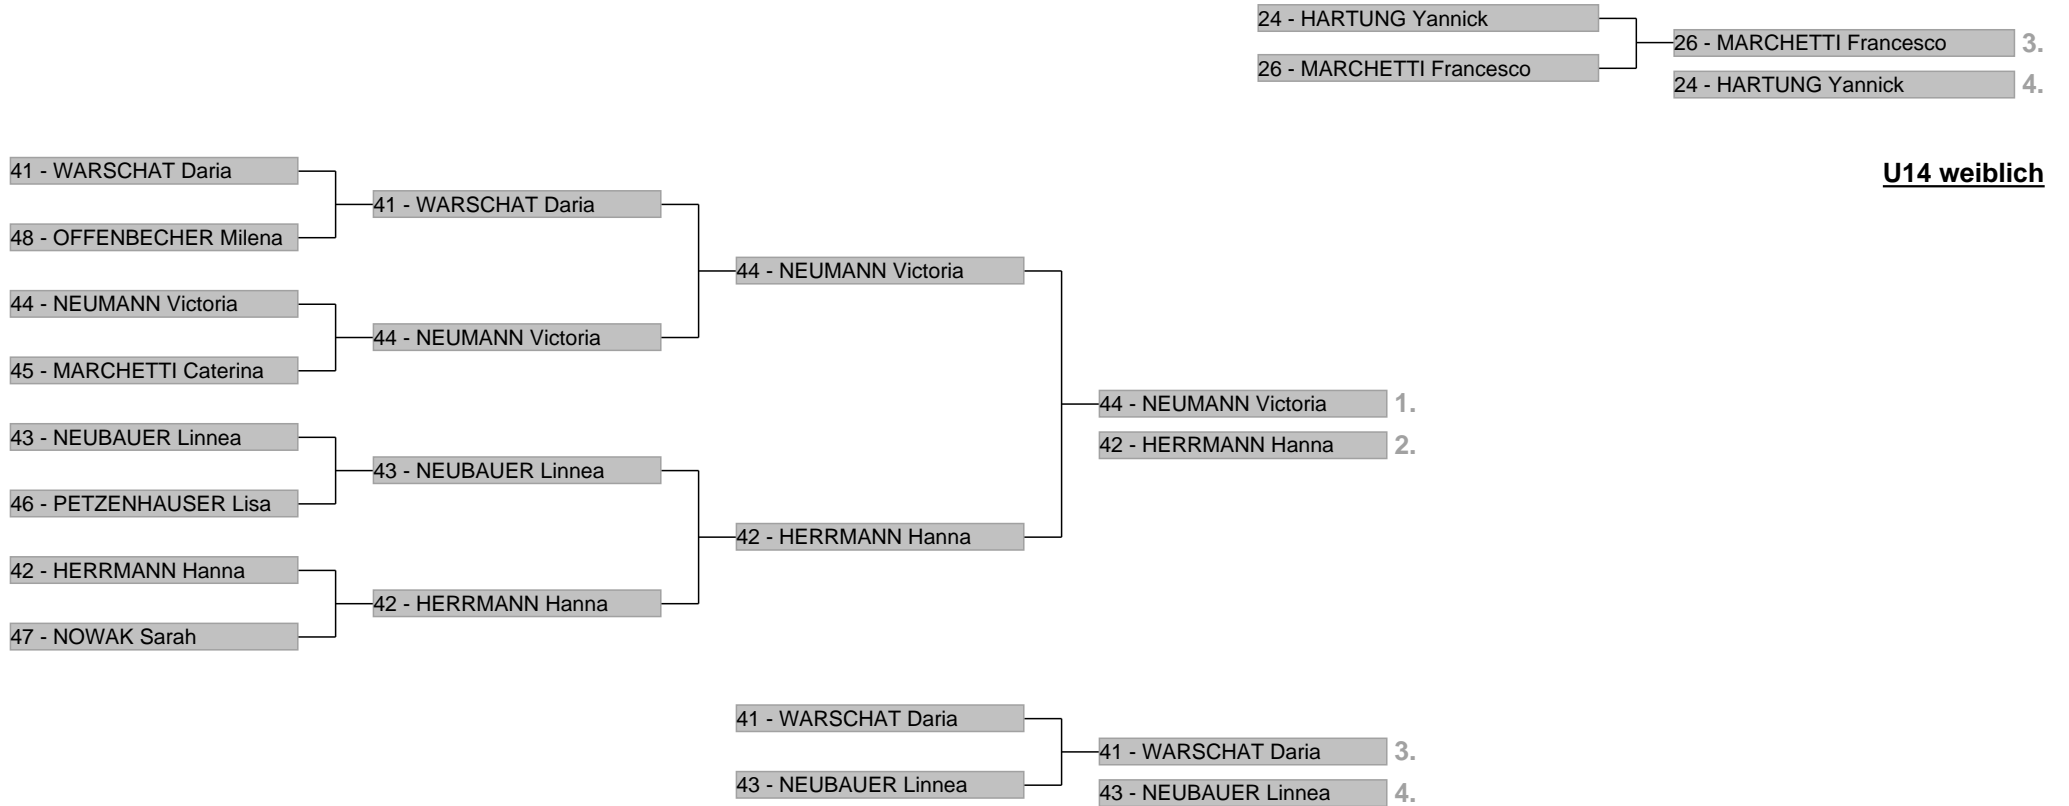 24 - HARTUNG Yannick
26 - MARCHETTI Francesco
26 - MARCHETTI Francesco 3.
24 - HARTUNG Yannick 4.
U14 weiblich
41 - WARSCHAT Daria
48 - OFFENBECHER Milena
44 - NEUMANN Victoria
45 - MARCHETTI Caterina
43 - NEUBAUER Linnea
46 - PETZENHAUSER Lisa
42 - HERRMANN Hanna
47 - NOWAK Sarah
41 - WARSCHAT Daria
44 - NEUMANN Victoria
43 - NEUBAUER Linnea
42 - HERRMANN Hanna
44 - NEUMANN Victoria
42 - HERRMANN Hanna
44 - NEUMANN Victoria 1.
42 - HERRMANN Hanna 2.
41 - WARSCHAT Daria
43 - NEUBAUER Linnea
41 - WARSCHAT Daria 3.
43 - NEUBAUER Linnea 4.